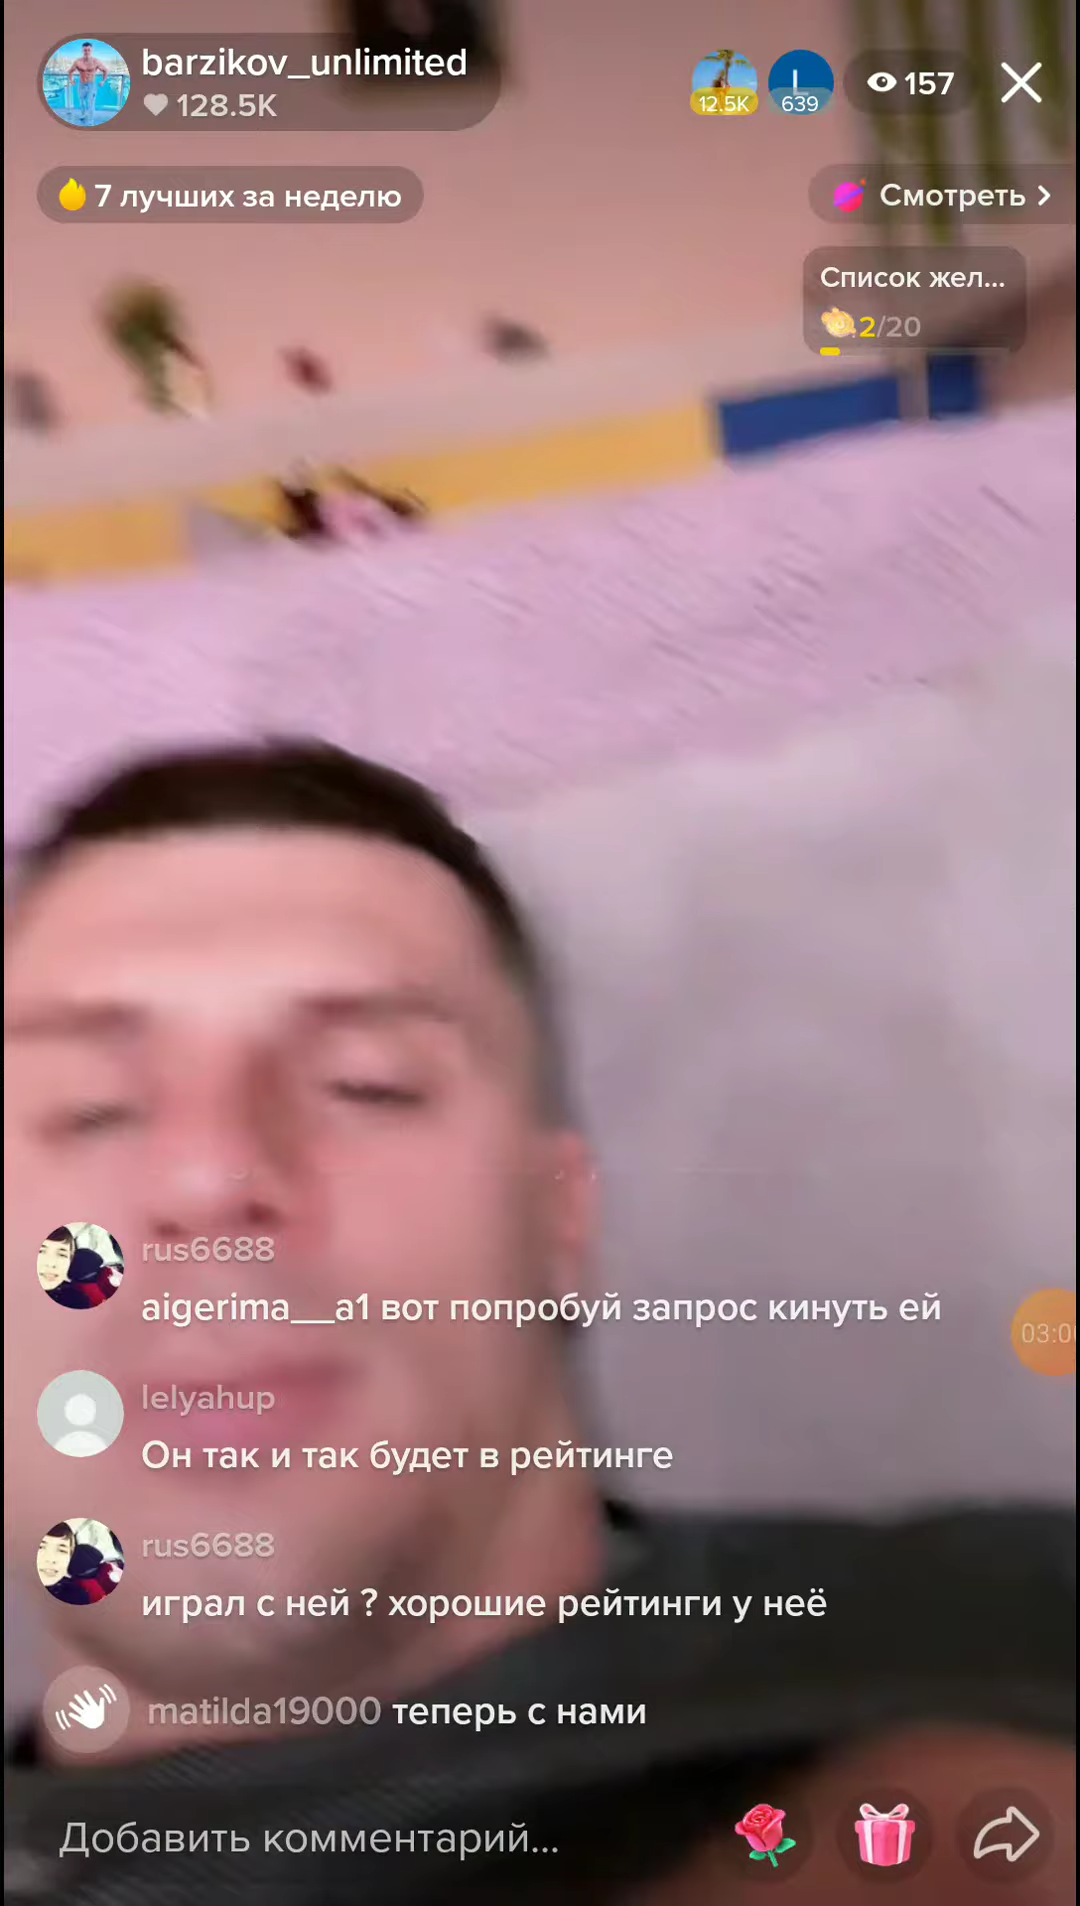 barzikov_unlimited
128.5K
12.5K
L
639
157
7 лучших за неделю
Смотреть
Список жел...
2/20
rus6688
aigerima__a1 вот попробуй запрос кинуть ей
03:0
lelyahup
Он так и так будет в рейтинге
rus6688
играл с ней ? хорошие рейтинги у неё
matilda19000 теперь с нами
Добавить комментарий...